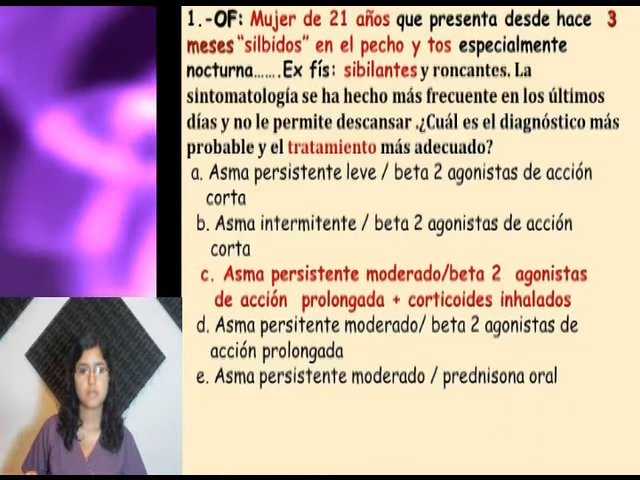 1.-OF: Mujer de 21 años que presenta desde hace 3
meses "silbidos" en el pecho y tos especialmente
nocturna.......Ex fís: sibilantes y roncantes. La
sintomatología se ha hecho más frecuente en los últimos
días y no le permite descansar .¿Cuál es el diagnóstico más
probable y el tratamiento más adecuado?
a. Asma persistente leve / beta 2 agonistas de acción
corta
b. Asma intermitente / beta 2 agonistas de acción
corta
c. Asma persistente moderado/beta 2 agonistas
de acción prolongada + corticoides inhalados
d. Asma persitente moderado/ beta 2 agonistas de
acción prolongada
e. Asma persistente moderado / prednisona oral